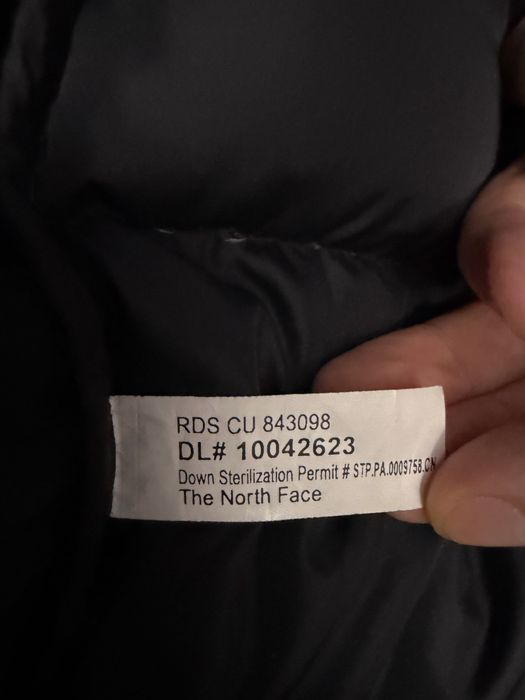 RDS CU 843098
DL# 10042623
Down Sterilization Permit # STP.PA.0009758.CN
The North Face